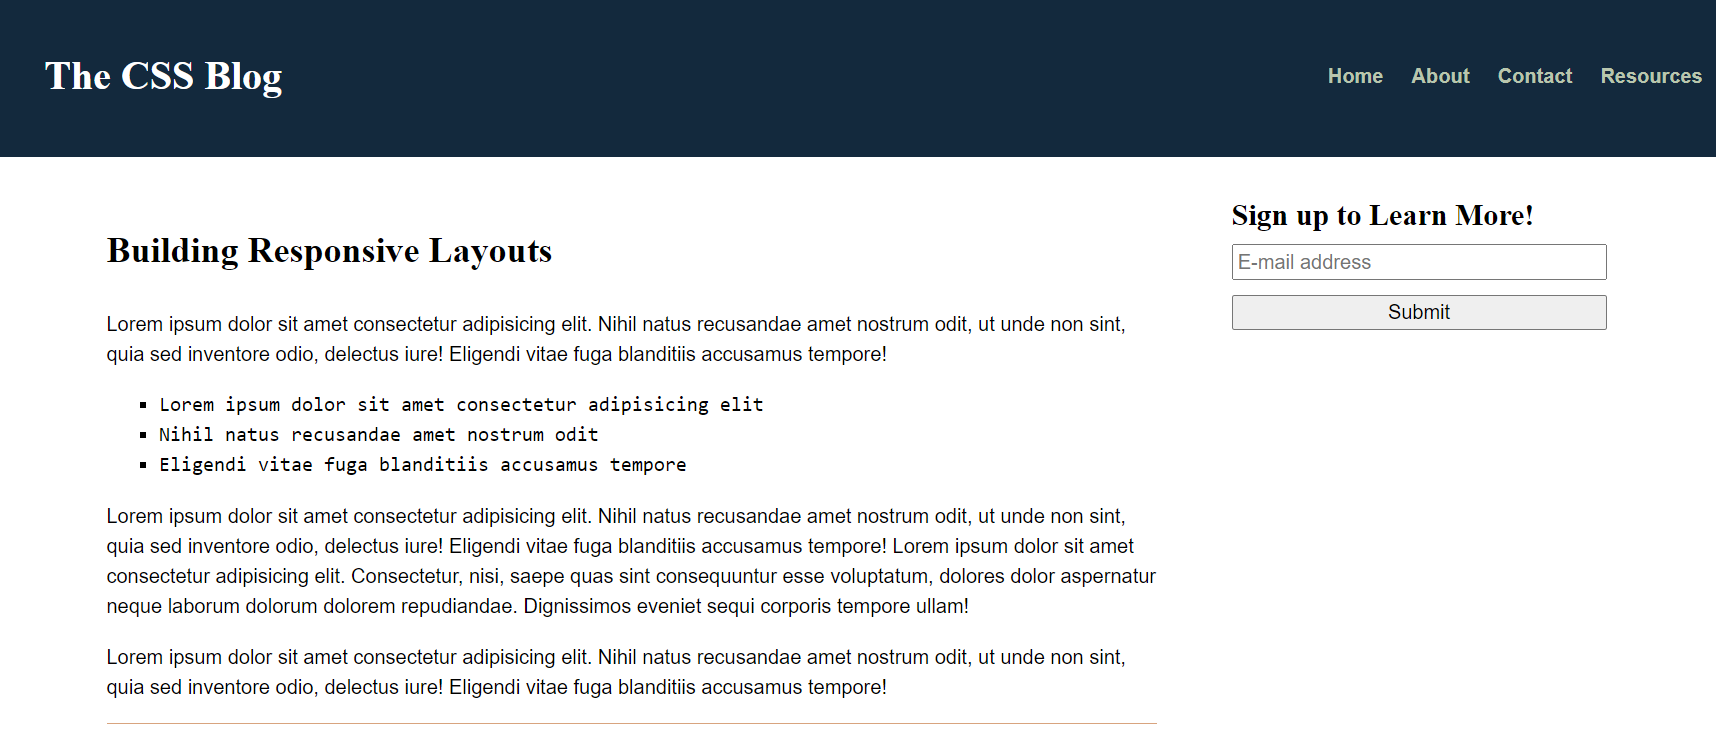 The CSS Blog
Home About Contact Resources
Building Responsive Layouts
Lorem ipsum dolor sit amet consectetur adipisicing elit. Nihil natus recusandae amet nostrum odit, ut unde non sint,
quia sed inventore odio, delectus iure! Eligendi vitae fuga blanditiis accusamus tempore!
Lorem ipsum dolor sit amet consectetur adipisicing elit
Nihil natus recusandae amet nostrum odit
Eligendi vitae fuga blanditiis accusamus tempore
Lorem ipsum dolor sit amet consectetur adipisicing elit. Nihil natus recusandae amet nostrum odit, ut unde non sint,
quia sed inventore odio, delectus iure! Eligendi vitae fuga blanditiis accusamus tempore! Lorem ipsum dolor sit amet
consectetur adipisicing elit. Consectetur, nisi, saepe quas sint consequuntur esse voluptatum, dolores dolor aspernatur
neque laborum dolorum dolorem repudiandae. Dignissimos eveniet sequi corporis tempore ullam!
Lorem ipsum dolor sit amet consectetur adipisicing elit. Nihil natus recusandae amet nostrum odit, ut unde non sint,
quia sed inventore odio, delectus iure! Eligendi vitae fuga blanditiis accusamus tempore!
Sign up to Learn More!
E-mail address
Submit